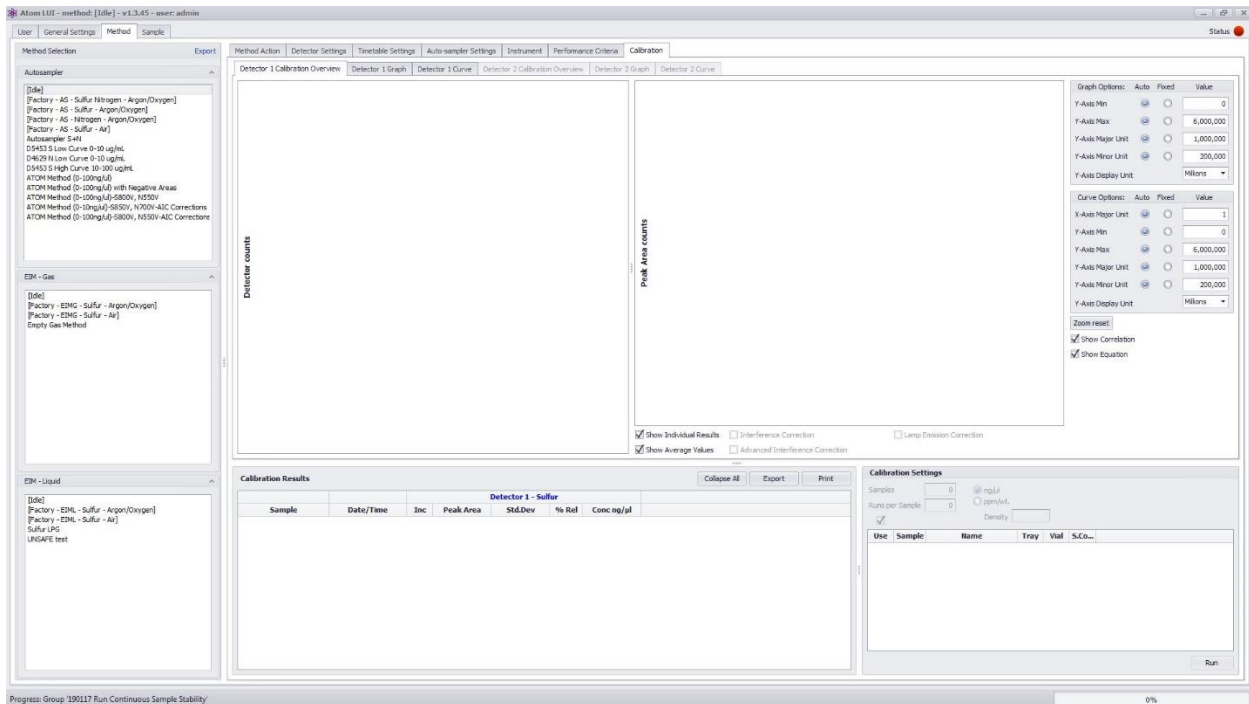 Atom LUI - method: [Idle] - v1.3.45 - user: admin
User General Settings Method Sample
Status
Method Selection Export
Autosampler
[Idle]
[Factory - AS - Sulfur Nitrogen - Argon/Oxygen]
[Factory - AS - Sulfur - Argon/Oxygen]
[Factory - AS - Nitrogen - Argon/Oxygen]
[Factory - AS - Sulfur - Air]
Autosampler S+N
D5453 S Low Curve 0-10 ug/mL
D4629 N Low Curve 0-10 ug/mL
D5453 S High Curve 10-100 ug/mL
ATOM Method (0-100ng/ul)
ATOM Method (0-100ng/ul) with Negative Areas
ATOM Method (0-100ng/ul)-S800V, N550V
ATOM Method (0-10ng/ul)-S850V, N700V-AIC Corrections
ATOM Method (0-100ng/ul)-S800V, N550V-AIC Corrections
EIM - Gas
[Idle]
[Factory - EIMG - Sulfur - Argon/Oxygen]
[Factory - EIMG - Sulfur - Air]
Empty Gas Method
EIM - Liquid
[Idle]
[Factory - EIML - Sulfur - Argon/Oxygen]
[Factory - EIML - Sulfur - Air]
Sulfur LPG
UNSAFE test
Method Action Detector Settings Timetable Settings Auto-sampler Settings Instrument Performance Criteria Calibration
Detector 1 Calibration Overview Detector 1 Graph Detector 1 Curve Detector 2 Calibration Overview Detector 2 Graph Detector 2 Curve
Detector counts
Peak Area counts
Show Individual Results Interference Correction Lamp Emission Correction
Show Average Values Advanced Interference Correction
Graph Options: Auto Fixed Value
Y-Axis Min 0
Y-Axis Max 6,000,000
Y-Axis Major Unit 1,000,000
Y-Axis Minor Unit 200,000
Y-Axis Display Unit Millions
Curve Options: Auto Fixed Value
X-Axis Major Unit 1
Y-Axis Min 0
Y-Axis Max 6,000,000
Y-Axis Major Unit 1,000,000
Y-Axis Minor Unit 200,000
Y-Axis Display Unit Millions
Zoom reset
Show Correlation
Show Equation
Calibration Results Collapse All Export Print
Detector 1 - Sulfur
Sample Date/Time Inc Peak Area Std.Dev % Rel Conc ng/µl
Calibration Settings
Samples 0 ng/µl
Runs per Sample 0 ppm/wt.
Density
Use Sample Name Tray Vial S.Co...
Run
Progress: Group '190117 Run Continuous Sample Stability'
0%